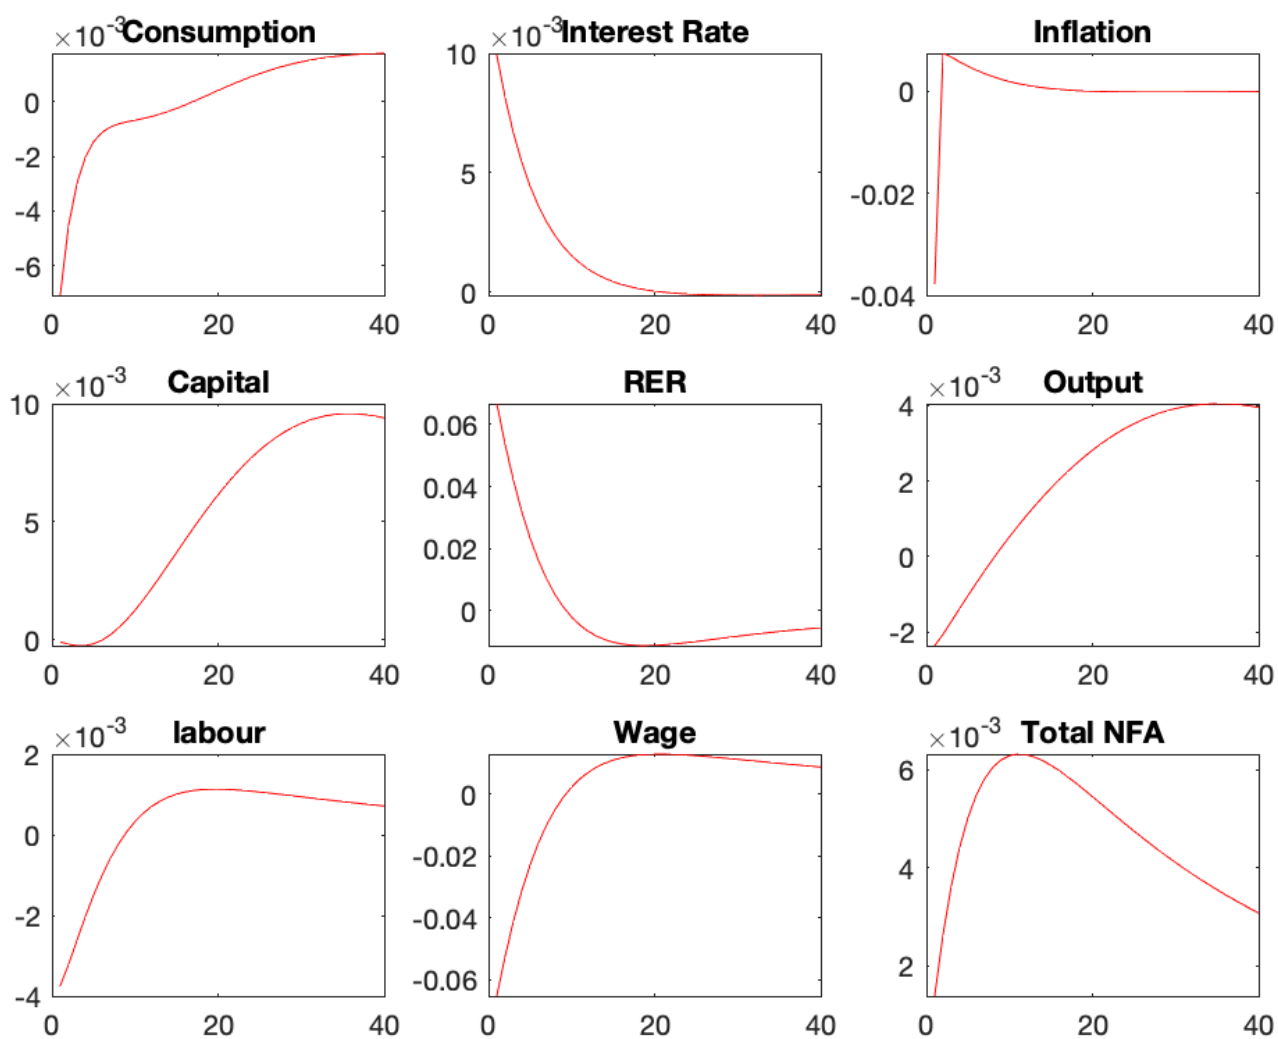 ×10⁻³ Consumption
0
-2
-4
-6
0 20 40
×10⁻³ Interest Rate
10
5
0
0 20 40
Inflation
0
-0.02
-0.04
0 20 40
×10⁻³ Capital
10
5
0
0 20 40
RER
0.06
0.04
0.02
0
0 20 40
×10⁻³ Output
4
2
0
-2
0 20 40
×10⁻³ labour
2
0
-2
-4
0 20 40
Wage
0
-0.02
-0.04
-0.06
0 20 40
×10⁻³ Total NFA
6
4
2
0 20 40